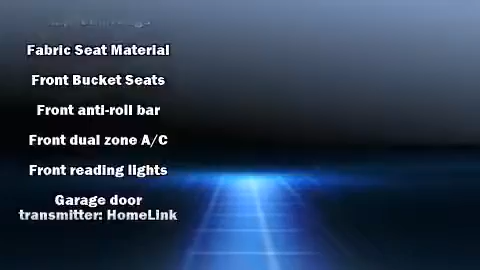 Fabric Seat Material
Front Bucket Seats
Front anti-roll bar
Front dual zone A/C
Front reading lights
Garage door
transmitter: HomeLink